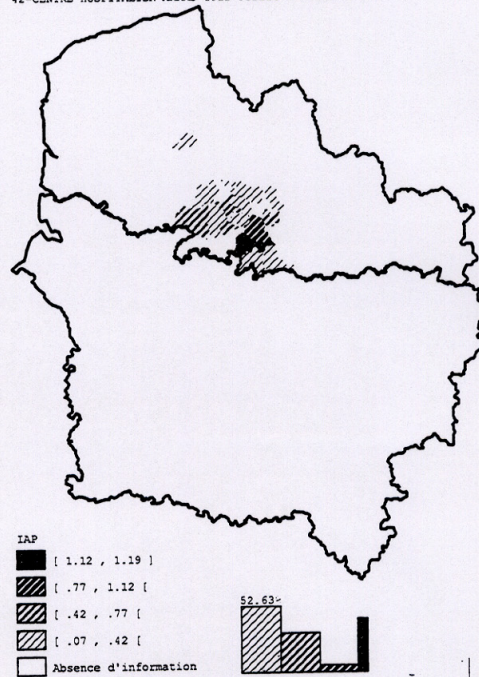 IAP
[ 1.12 , 1.19 ]
[ .77 , 1.12 [
[ .42 , .77 [
[ .07 , .42 [
Absence d'information
52.63%